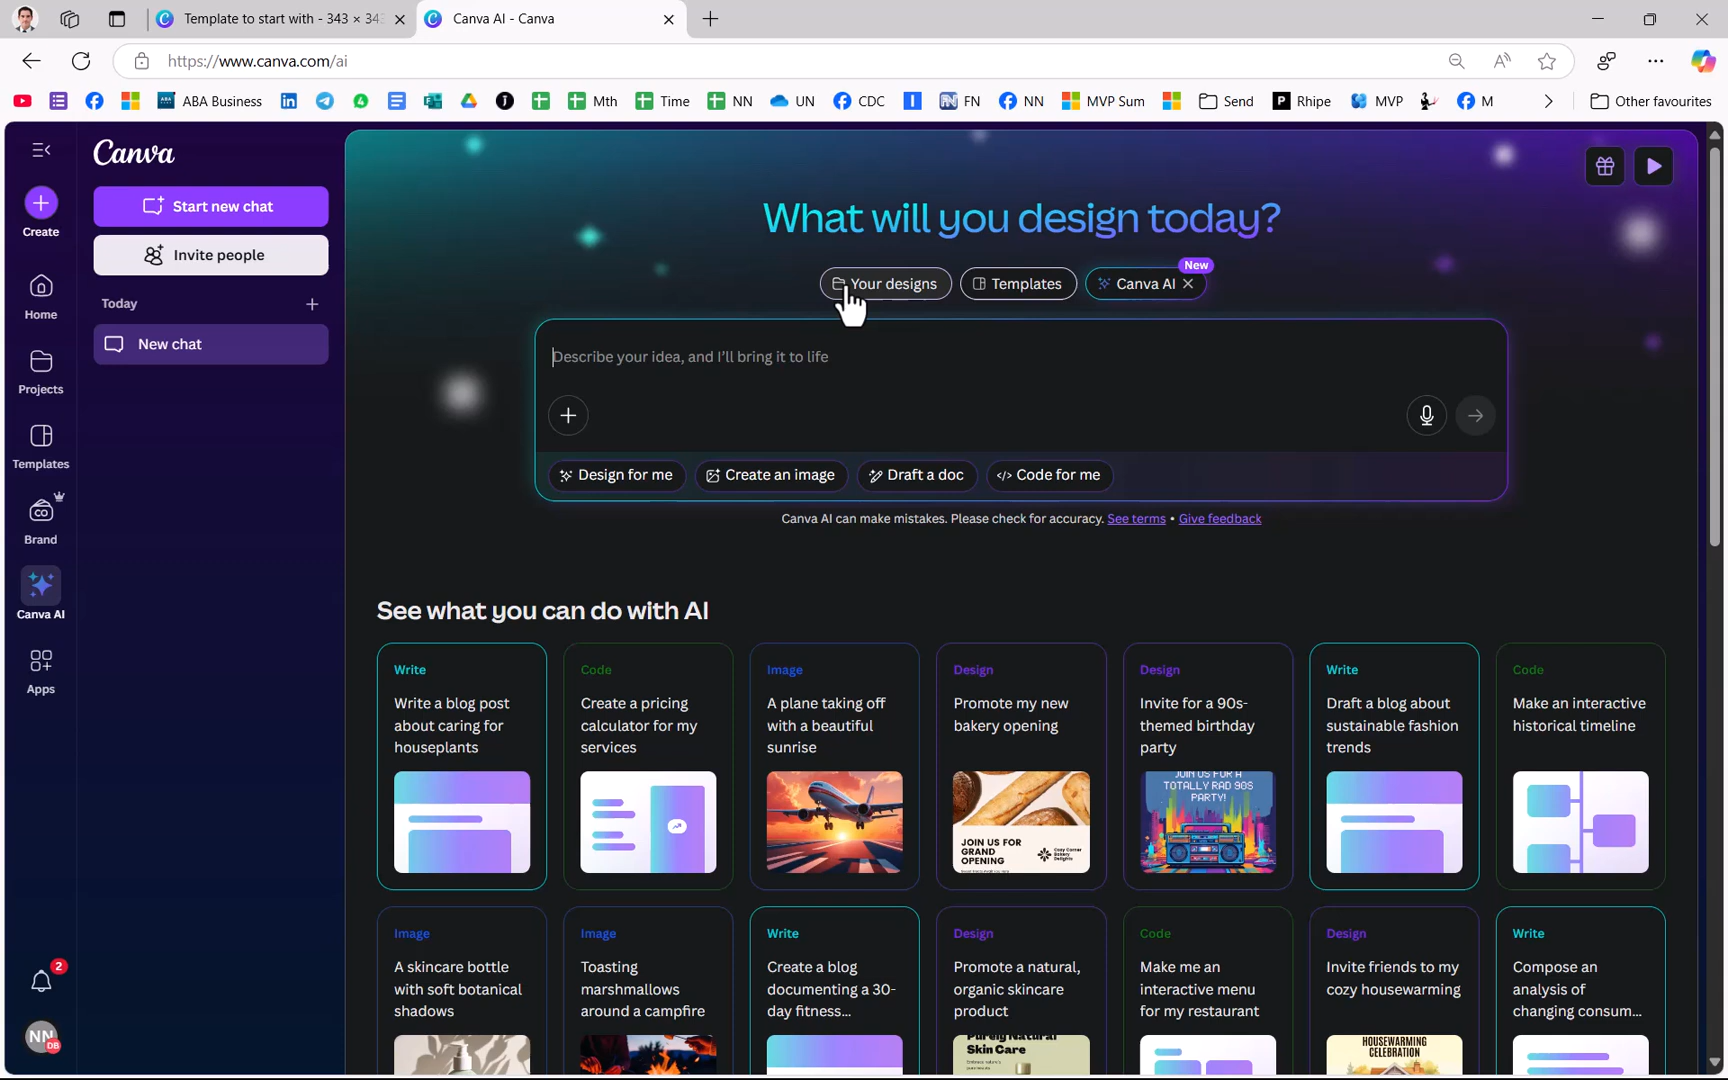 Template to start with - 343 × 343
Canva AI - Canva
https://www.canva.com/ai
ABA Business
Mth
Time
NN
UN
CDC
FN
NN
MVP Sum
Send
Rhipe
MVP
M
Other favourites
Canva
Start new chat
Invite people
Today
New chat
Create
Home
Projects
Templates
Brand
Canva AI
Apps
2
NN
DB
What will you design today?
Your designs
Templates
Canva AI
New
Describe your idea, and I'll bring it to life
Design for me
Create an image
Draft a doc
</> Code for me
Canva AI can make mistakes. Please check for accuracy. See terms • Give feedback
See what you can do with AI
Write
Write a blog post
about caring for
houseplants
Code
Create a pricing
calculator for my
services
Image
A plane taking off
with a beautiful
sunrise
Design
Promote my new
bakery opening
JOIN US FOR
GRAND
OPENING
Cozy Corner
Bakery
Delights
Design
Invite for a 90s-
themed birthday
party
JOIN US FOR A
TOTALLY RAD 90S
PARTY!
Write
Draft a blog about
sustainable fashion
trends
Code
Make an interactive
historical timeline
Image
A skincare bottle
with soft botanical
shadows
Image
Toasting
marshmallows
around a campfire
Write
Create a blog
documenting a 30-
day fitness...
Design
Promote a natural,
organic skincare
product
Purely Natural
Skin Care
Code
Make me an
interactive menu
for my restaurant
Design
Invite friends to my
cozy housewarming
HOUSEWARMING
CELEBRATION
Write
Compose an
analysis of
changing consum...